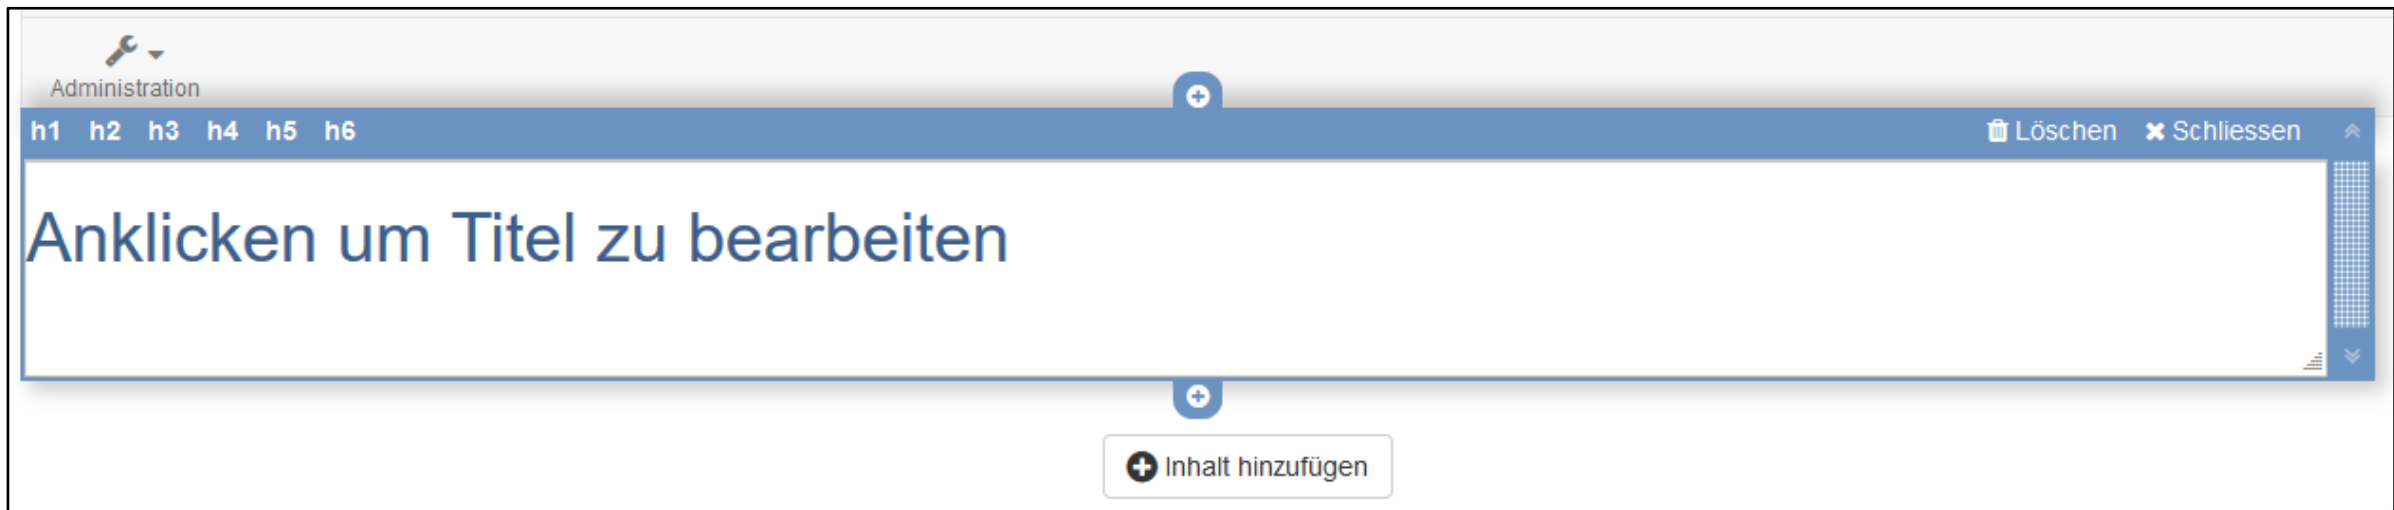 Administration
h1 h2 h3 h4 h5 h6 Löschen Schliessen
Anklicken um Titel zu bearbeiten
Inhalt hinzufügen